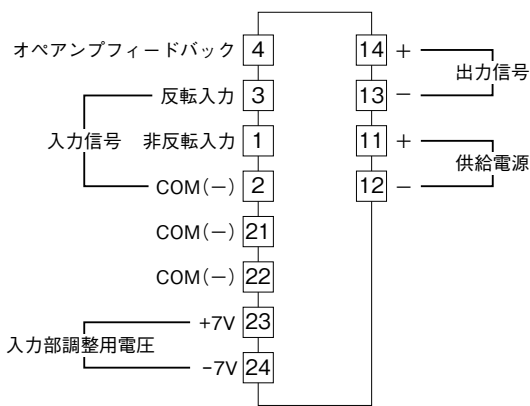 オペアンプフィードバック 4
反転入力 3
入力信号
非反転入力 1
COM(−) 2
COM(−) 21
COM(−) 22
+7V 23
入力部調整用電圧
−7V 24
14 +
出力信号
13 −
11 +
供給電源
12 −